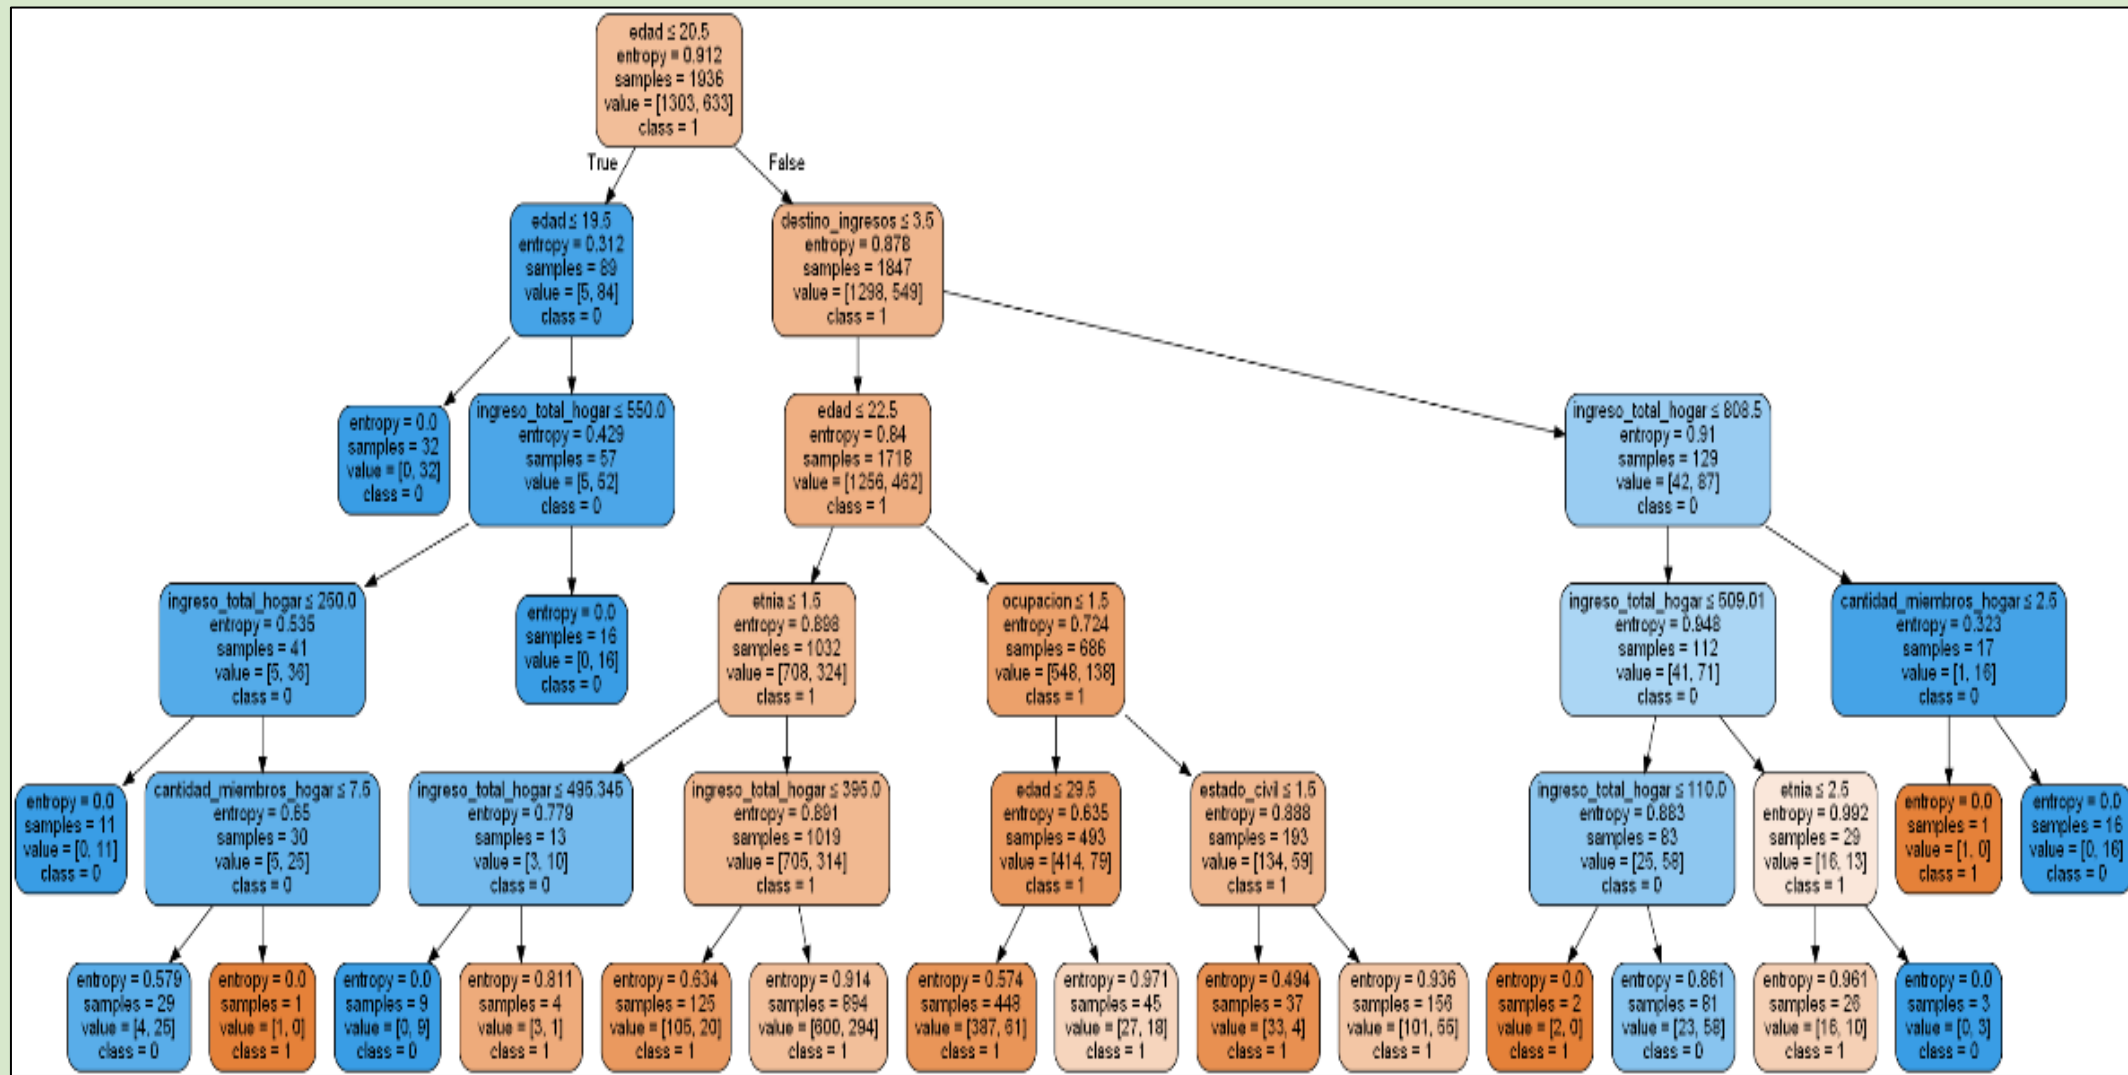 edad ≤ 20.5
entropy = 0.912
samples = 1936
value = [1303, 633]
class = 1
True
False
edad ≤ 19.5
entropy = 0.312
samples = 89
value = [5, 84]
class = 0
destino_ingresos ≤ 3.5
entropy = 0.878
samples = 1847
value = [1298, 549]
class = 1
entropy = 0.0
samples = 32
value = [0, 32]
class = 0
ingreso_total_hogar ≤ 550.0
entropy = 0.429
samples = 57
value = [5, 52]
class = 0
edad ≤ 22.5
entropy = 0.84
samples = 1718
value = [1256, 462]
class = 1
ingreso_total_hogar ≤ 808.5
entropy = 0.91
samples = 129
value = [42, 87]
class = 0
ingreso_total_hogar ≤ 250.0
entropy = 0.535
samples = 41
value = [5, 36]
class = 0
entropy = 0.0
samples = 16
value = [0, 16]
class = 0
etnia ≤ 1.5
entropy = 0.898
samples = 1032
value = [708, 324]
class = 1
ocupacion ≤ 1.5
entropy = 0.724
samples = 686
value = [548, 138]
class = 1
ingreso_total_hogar ≤ 509.01
entropy = 0.948
samples = 112
value = [41, 71]
class = 0
cantidad_miembros_hogar ≤ 2.5
entropy = 0.323
samples = 17
value = [1, 16]
class = 0
entropy = 0.0
samples = 11
value = [0, 11]
class = 0
cantidad_miembros_hogar ≤ 7.5
entropy = 0.65
samples = 30
value = [5, 25]
class = 0
ingreso_total_hogar ≤ 495.345
entropy = 0.779
samples = 13
value = [3, 10]
class = 0
ingreso_total_hogar ≤ 395.0
entropy = 0.891
samples = 1019
value = [705, 314]
class = 1
edad ≤ 29.5
entropy = 0.635
samples = 493
value = [414, 79]
class = 1
estado_civil ≤ 1.5
entropy = 0.888
samples = 193
value = [134, 59]
class = 1
ingreso_total_hogar ≤ 110.0
entropy = 0.883
samples = 83
value = [25, 58]
class = 0
etnia ≤ 2.5
entropy = 0.992
samples = 29
value = [16, 13]
class = 1
entropy = 0.0
samples = 1
value = [1, 0]
class = 1
entropy = 0.0
samples = 16
value = [0, 16]
class = 0
entropy = 0.579
samples = 29
value = [4, 25]
class = 0
entropy = 0.0
samples = 1
value = [1, 0]
class = 1
entropy = 0.0
samples = 9
value = [0, 9]
class = 0
entropy = 0.811
samples = 4
value = [3, 1]
class = 1
entropy = 0.634
samples = 125
value = [105, 20]
class = 1
entropy = 0.914
samples = 894
value = [600, 294]
class = 1
entropy = 0.574
samples = 448
value = [387, 61]
class = 1
entropy = 0.971
samples = 45
value = [27, 18]
class = 1
entropy = 0.494
samples = 37
value = [33, 4]
class = 1
entropy = 0.936
samples = 156
value = [101, 55]
class = 1
entropy = 0.0
samples = 2
value = [2, 0]
class = 1
entropy = 0.861
samples = 81
value = [23, 58]
class = 0
entropy = 0.961
samples = 26
value = [16, 10]
class = 1
entropy = 0.0
samples = 3
value = [0, 3]
class = 0